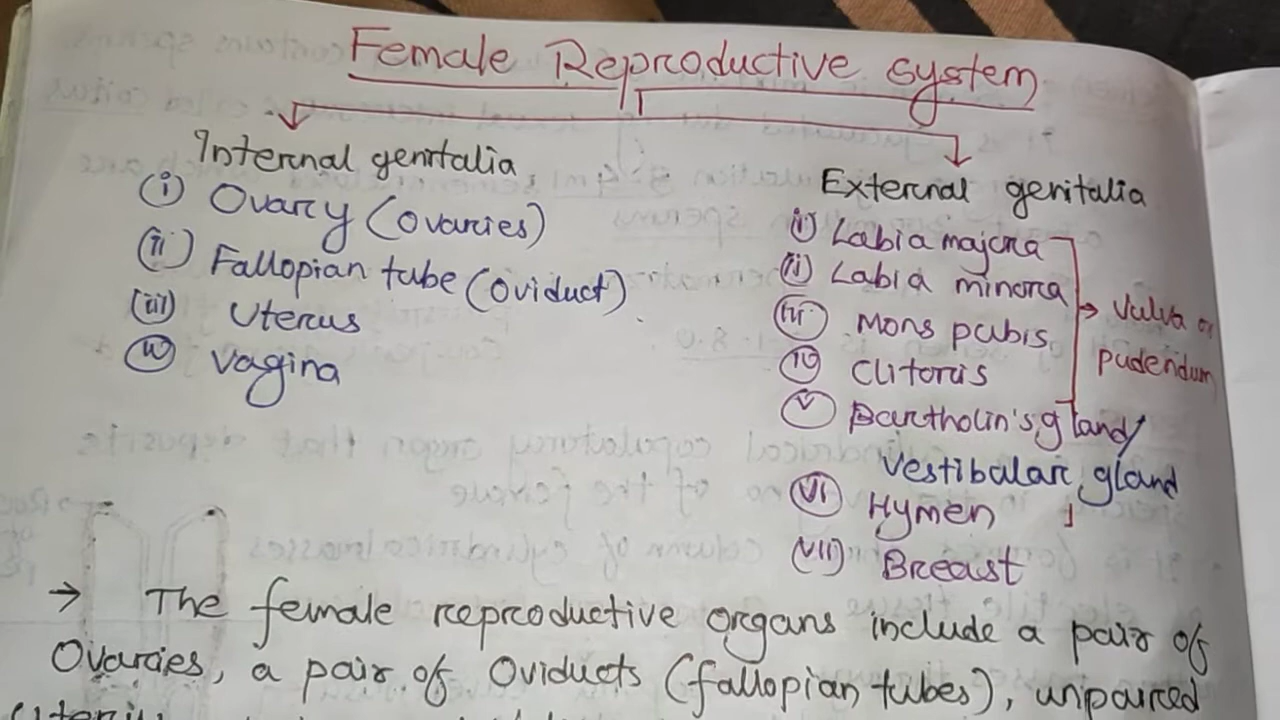 Female Reproductive system
Internal genitalia
(i) Ovary (ovaries)
(ii) Fallopian tube (oviduct)
(iii) Uterus
(iv) Vagina
External genitalia
(i) Labia majora
(ii) Labia minora
(iii) Mons pubis
(iv) Clitoris
(v) Bartholin's gland/
Vestibular gland
(vi) Hymen
(vii) Breast
Vulva or
pudendum
→ The female reproductive organs include a pair of
Ovaries, a pair of Oviducts (fallopian tubes), unpaired